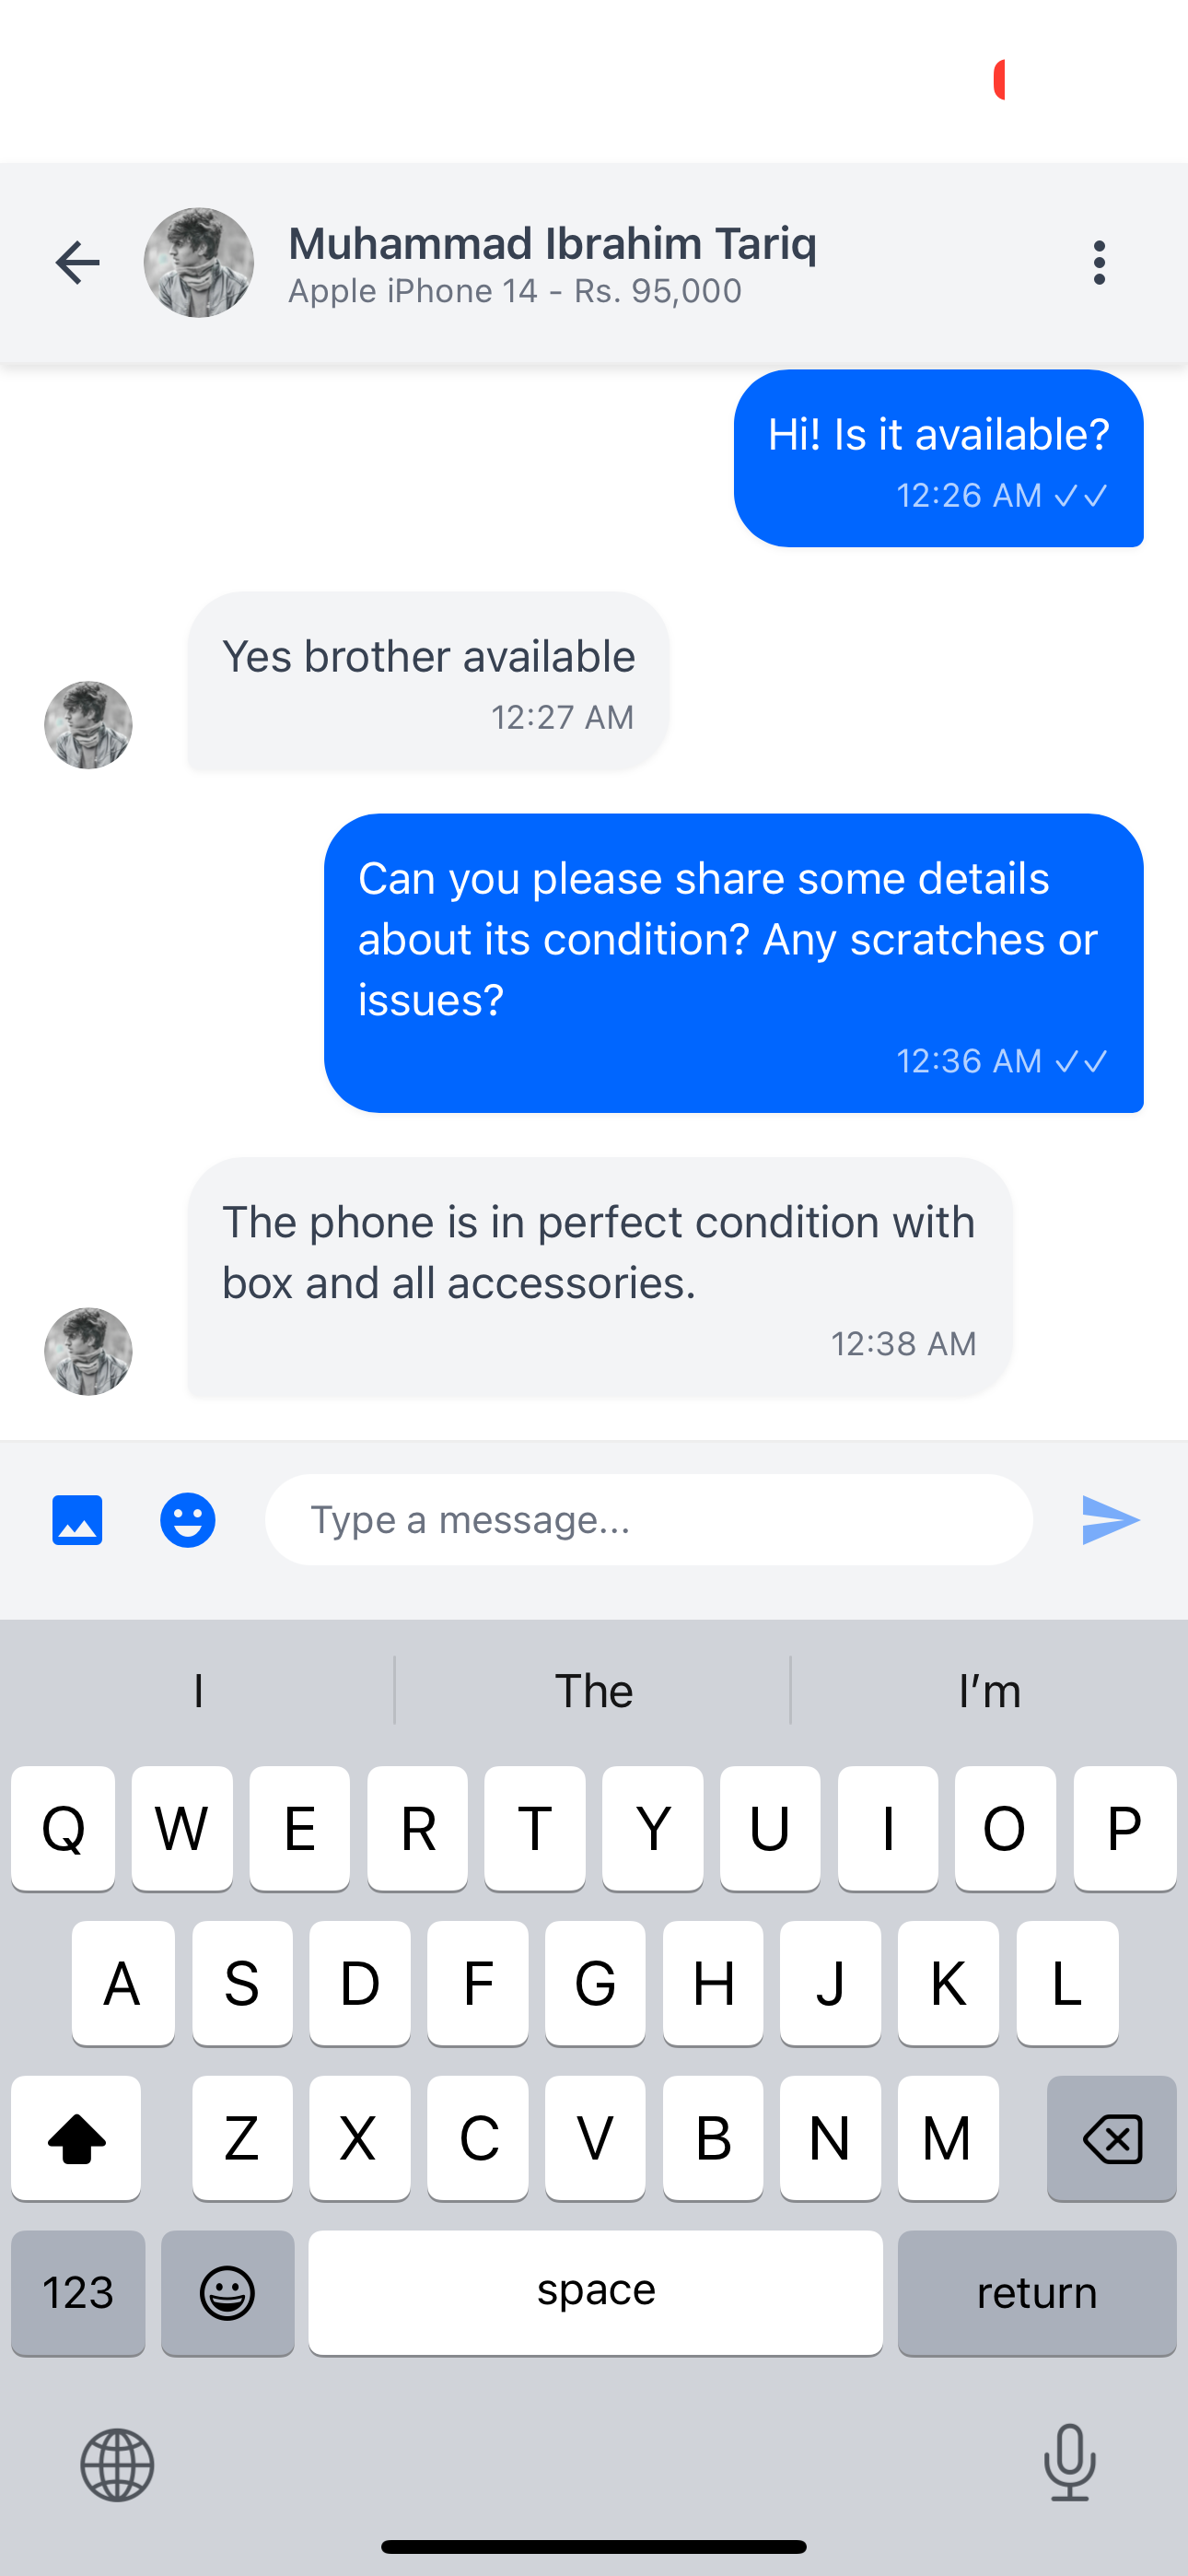 Muhammad Ibrahim Tariq
Apple iPhone 14 - Rs. 95,000
Hi! Is it available?
12:26 AM ✓✓
Yes brother available
12:27 AM
Can you please share some details
about its condition? Any scratches or
issues?
12:36 AM ✓✓
The phone is in perfect condition with
box and all accessories.
12:38 AM
Type a message...
I The I’m
Q W E R T Y U I O P
A S D F G H J K L
Z X C V B N M
123 space return